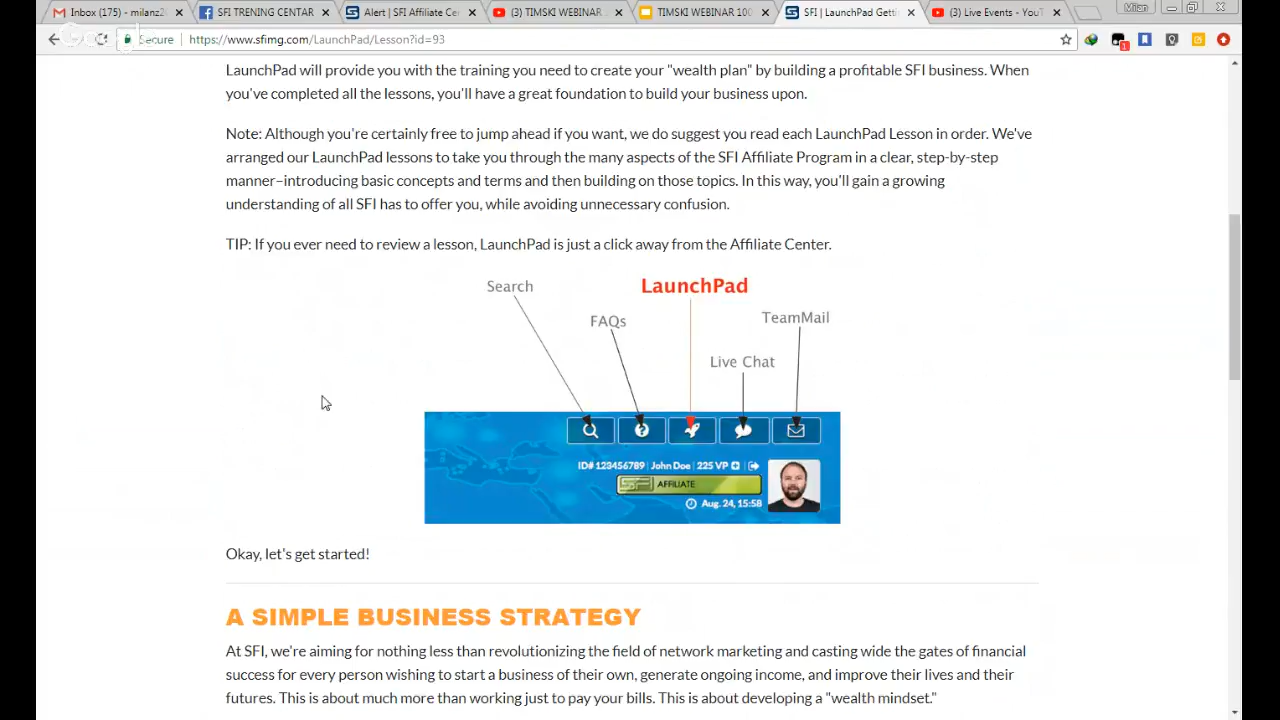 Inbox (175) - milanz2
SFI TRENING CENTAR
Alert | SFI Affiliate Ce
(3) TIMSKI WEBINAR
TIMSKI WEBINAR 10
SFI | LaunchPad Getti
(3) Live Events - YouT
Milan
Secure
https://www.sfimg.com/LaunchPad/Lesson?id=93
1
LaunchPad will provide you with the training you need to create your "wealth plan" by building a profitable SFI business. When
you've completed all the lessons, you'll have a great foundation to build your business upon.
Note: Although you're certainly free to jump ahead if you want, we do suggest you read each LaunchPad Lesson in order. We've
arranged our LaunchPad lessons to take you through the many aspects of the SFI Affiliate Program in a clear, step-by-step
manner–introducing basic concepts and terms and then building on those topics. In this way, you'll gain a growing
understanding of all SFI has to offer you, while avoiding unnecessary confusion.
TIP: If you ever need to review a lesson, LaunchPad is just a click away from the Affiliate Center.
Search
LaunchPad
FAQs
TeamMail
Live Chat
ID# 123456789 | John Doe | 225 VP
SFI AFFILIATE
Aug. 24, 15:58
Okay, let's get started!
A SIMPLE BUSINESS STRATEGY
At SFI, we're aiming for nothing less than revolutionizing the field of network marketing and casting wide the gates of financial
success for every person wishing to start a business of their own, generate ongoing income, and improve their lives and their
futures. This is about much more than working just to pay your bills. This is about developing a "wealth mindset."